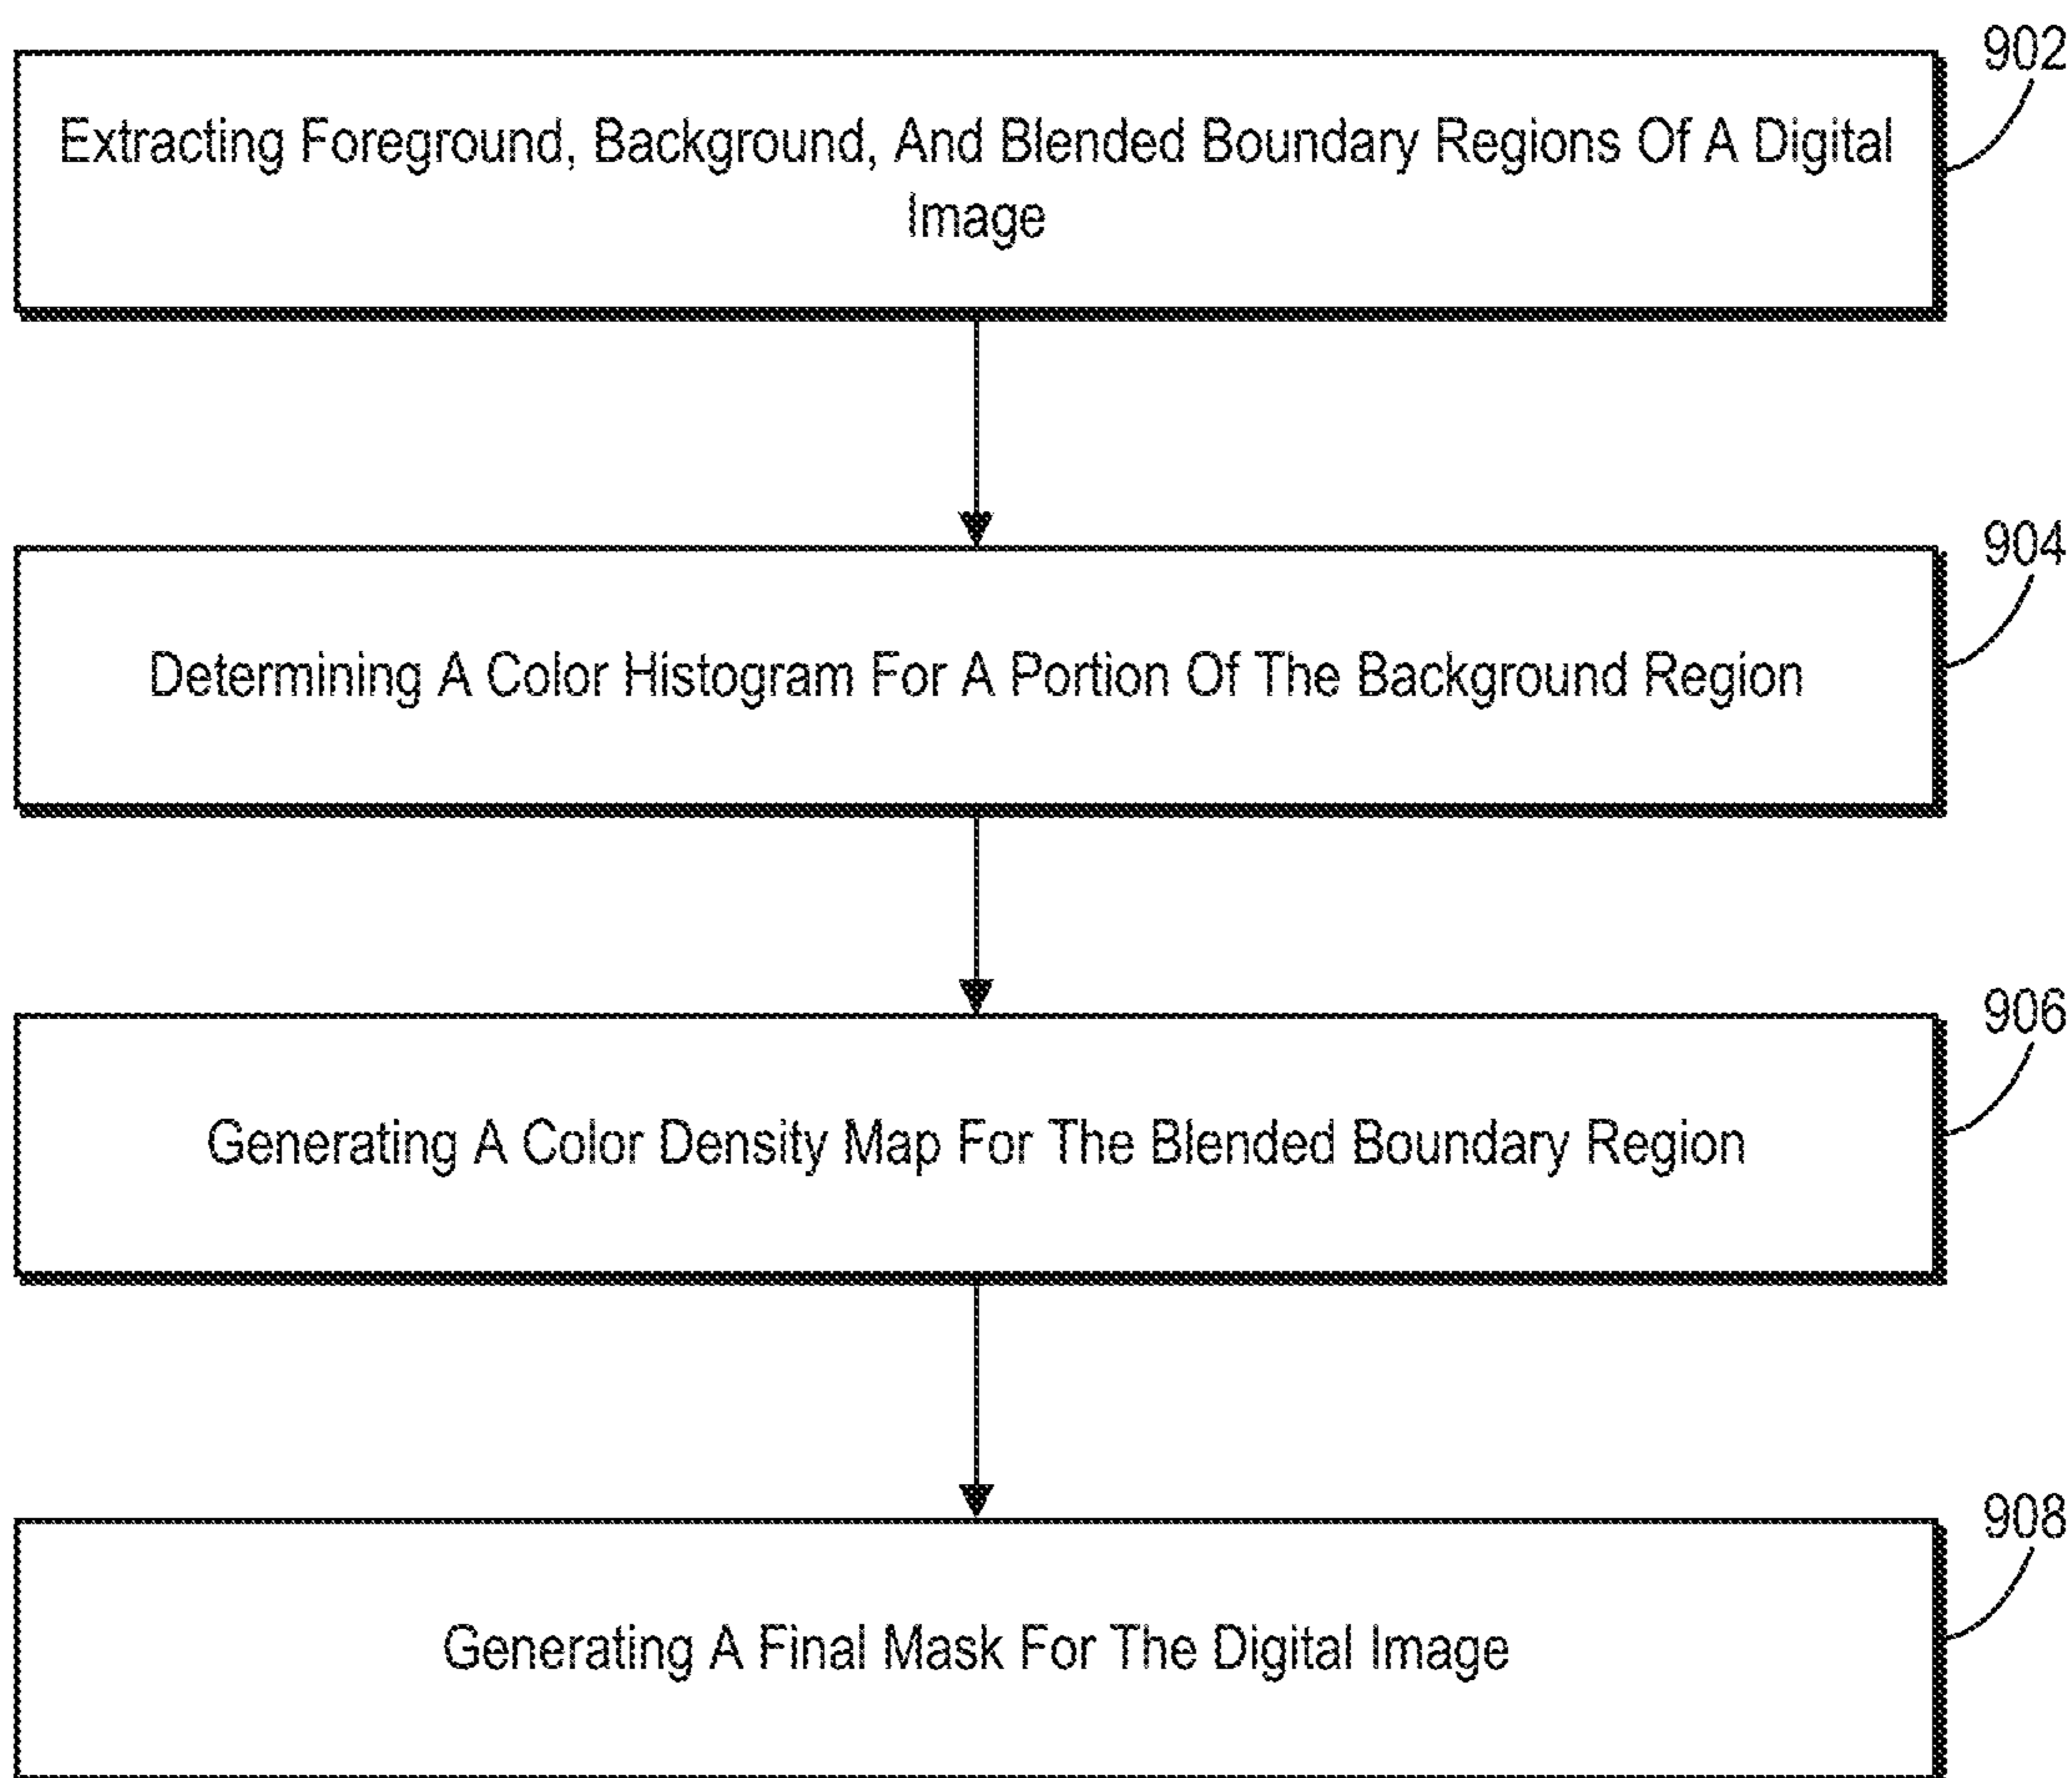 902
Extracting Foreground, Background, And Blended Boundary Regions Of A Digital
Image
904
Determining A Color Histogram For A Portion Of The Background Region
906
Generating A Color Density Map For The Blended Boundary Region
908
Generating A Final Mask For The Digital Image